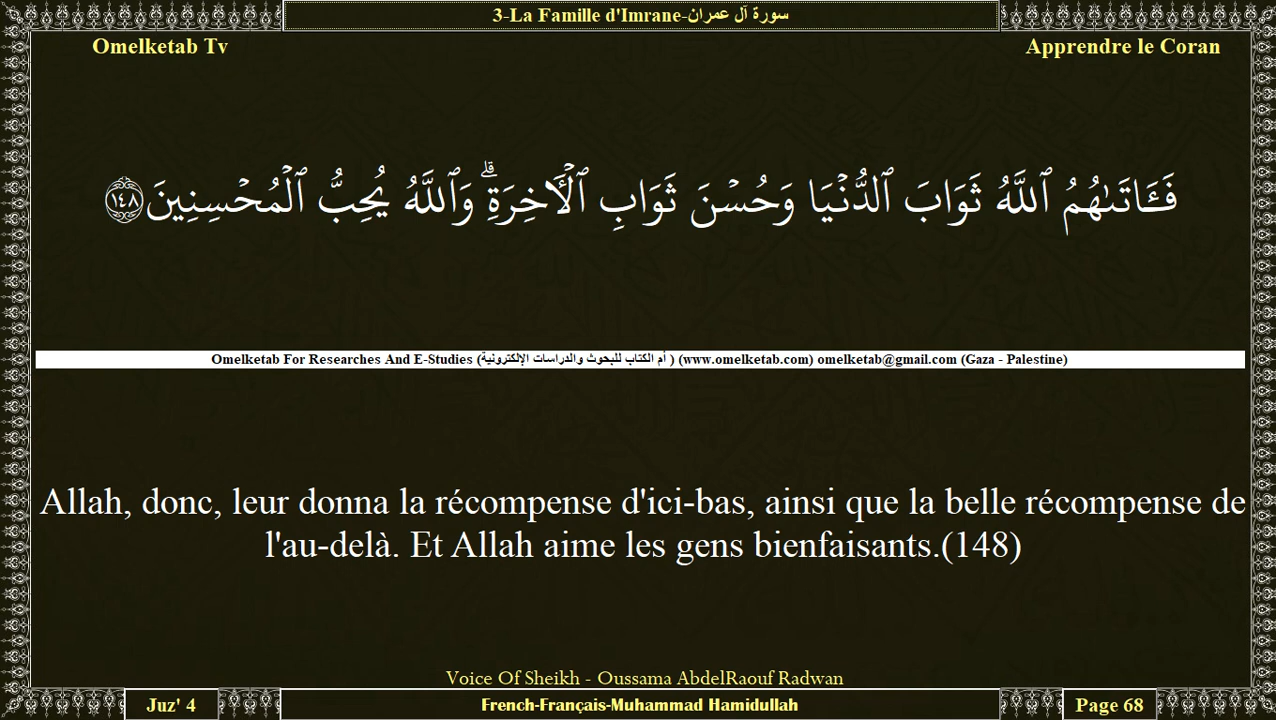 3-La Famille d'Imrane-سورة آل عمران
Omelketab Tv
Apprendre le Coran
فَـَٔاتَىٰهُمُ ٱللَّهُ ثَوَابَ ٱلدُّنْيَا وَحُسْنَ ثَوَابِ ٱلْـَٔاخِرَةِۗ وَٱللَّهُ يُحِبُّ ٱلْمُحْسِنِينَ ١٤٨
Omelketab For Researches And E-Studies (أم الكتاب للبحوث والدراسات الإلكترونية ) (www.omelketab.com) omelketab@gmail.com (Gaza - Palestine)
Allah, donc, leur donna la récompense d'ici-bas, ainsi que la belle récompense de
l'au-delà. Et Allah aime les gens bienfaisants.(148)
Voice Of Sheikh - Oussama AbdelRaouf Radwan
Juz' 4
French-Français-Muhammad Hamidullah
Page 68